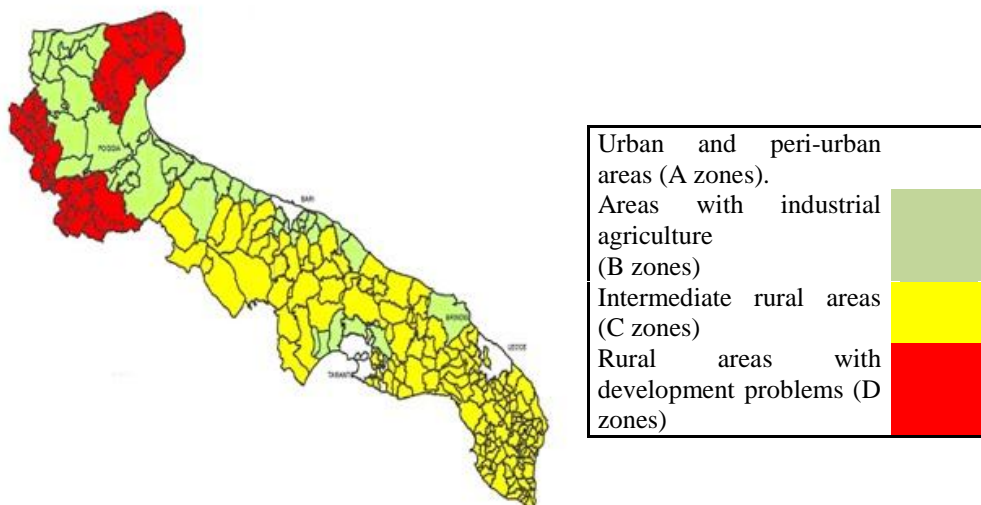 FOGGIA
BARI
BRINDISI
LECCE
TARANTO
Urban and peri-urban
areas (A zones).
Areas with industrial
agriculture
(B zones)
Intermediate rural areas
(C zones)
Rural areas with
development problems (D
zones)